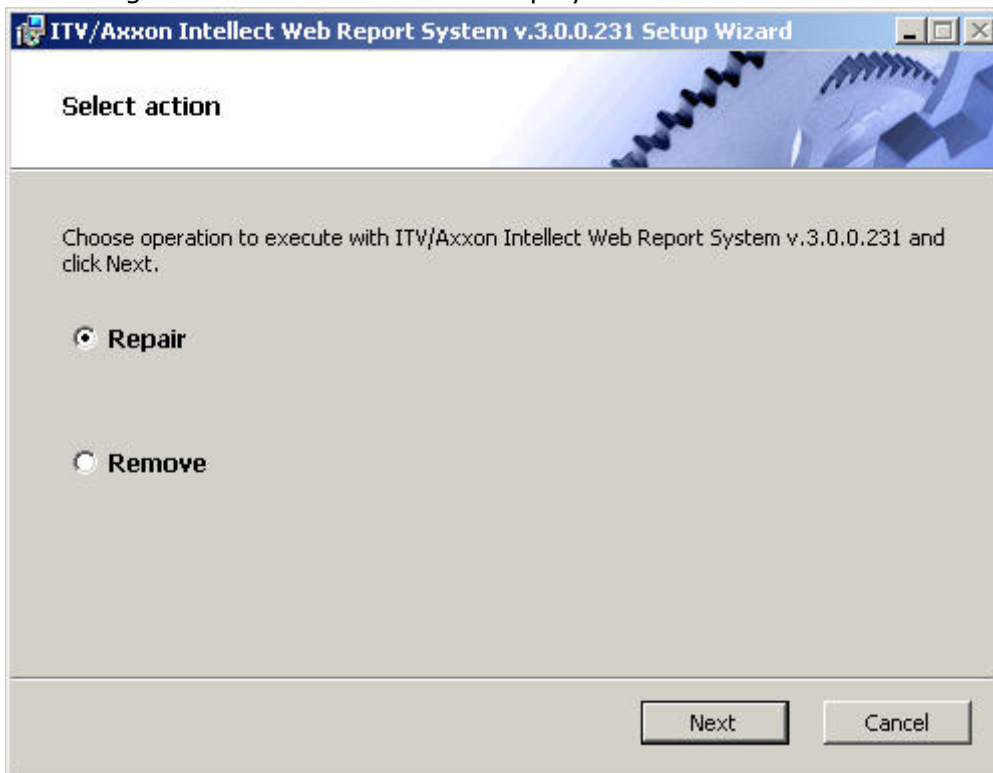 ITV/Axxon Intellect Web Report System v.3.0.0.231 Setup Wizard
Select action
Choose operation to execute with ITV/Axxon Intellect Web Report System v.3.0.0.231 and
click Next.
Repair
Remove
Next Cancel